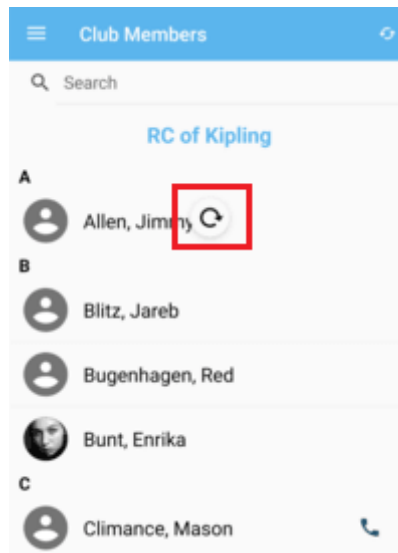 Club Members
Search
RC of Kipling
A
Allen, Jimmy
B
Blitz, Jareb
Bugenhagen, Red
Bunt, Enrika
C
Climance, Mason